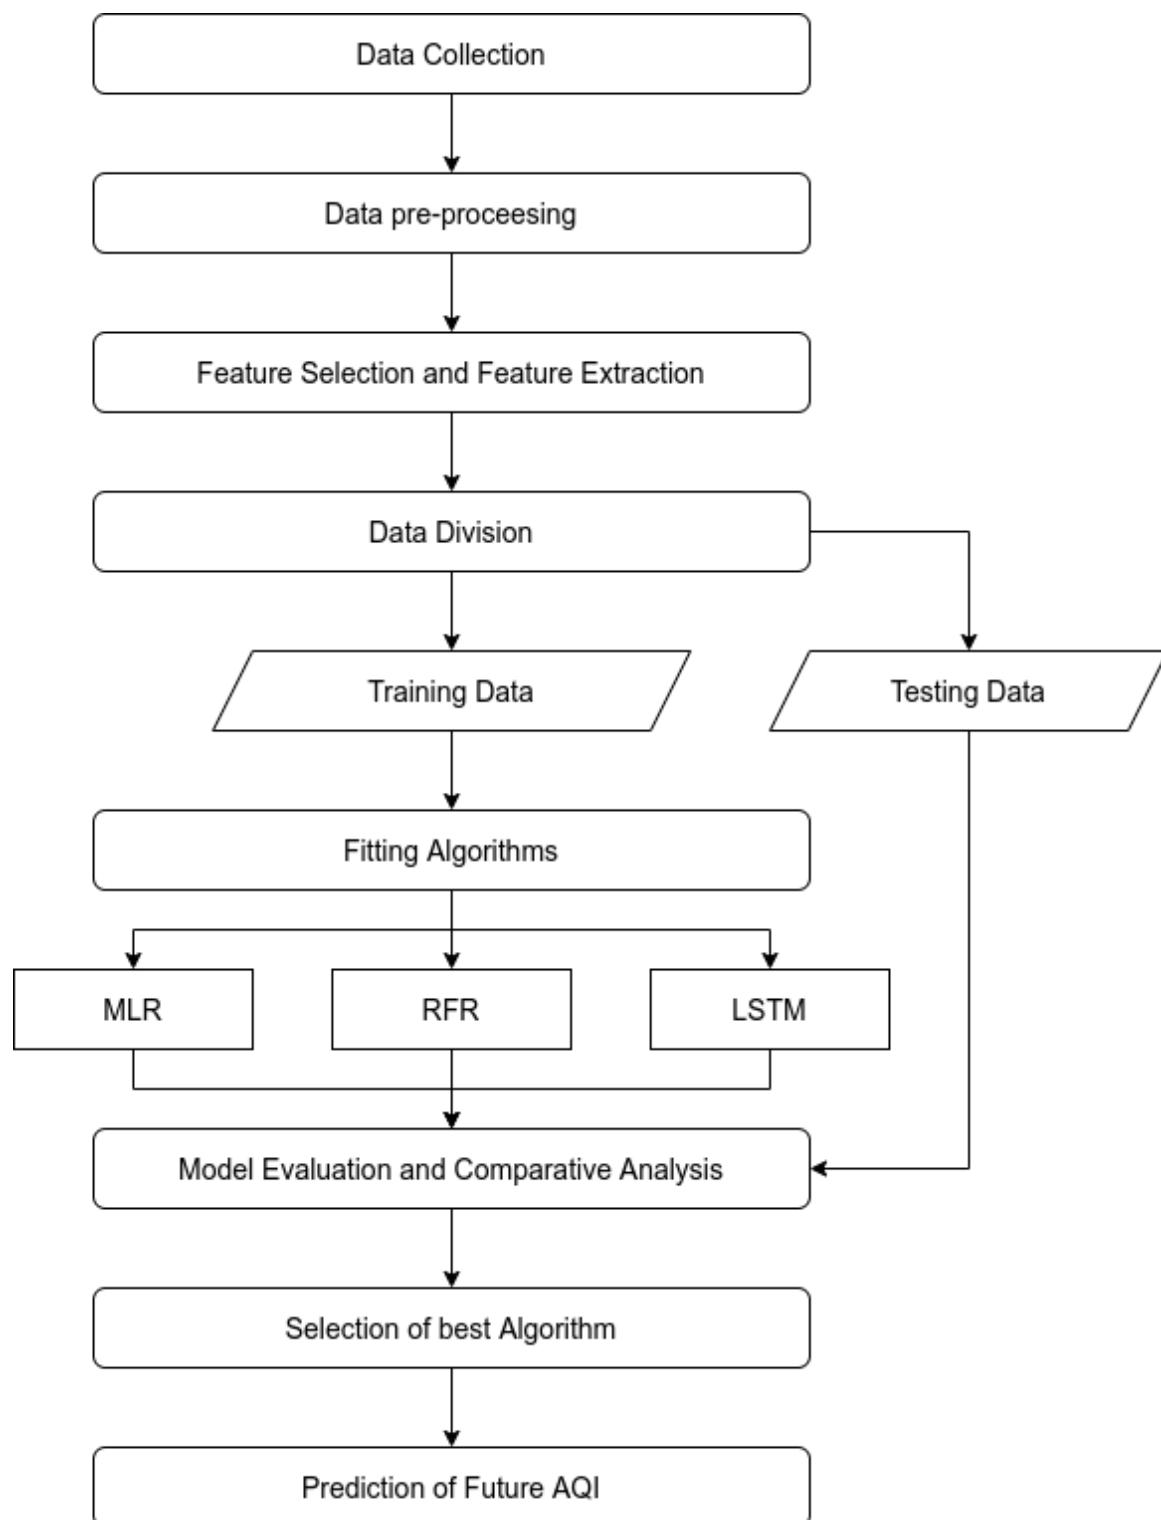 Data Collection
Data pre-proceesing
Feature Selection and Feature Extraction
Data Division
Training Data
Testing Data
Fitting Algorithms
MLR
RFR
LSTM
Model Evaluation and Comparative Analysis
Selection of best Algorithm
Prediction of Future AQI